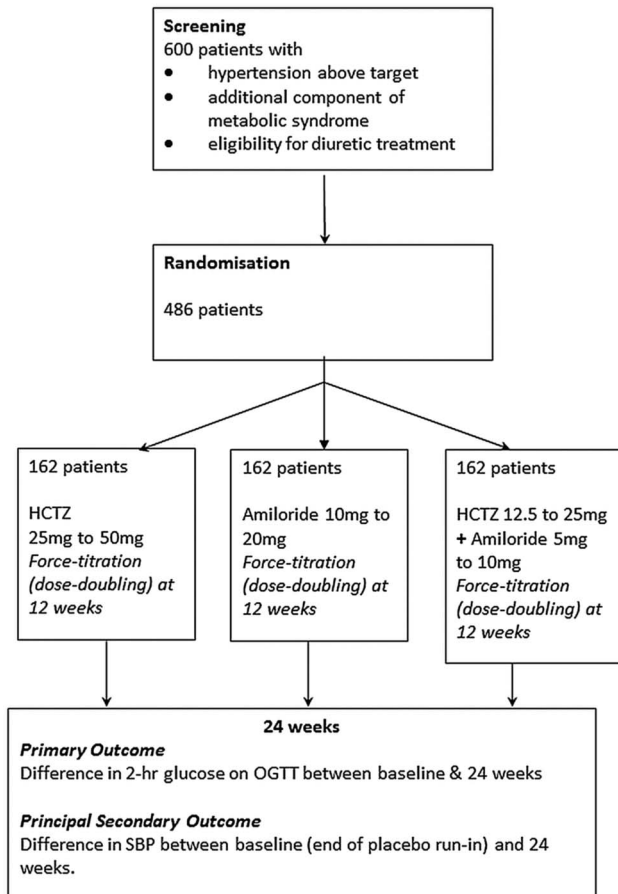 Screening
600 patients with
• hypertension above target
• additional component of
metabolic syndrome
• eligibility for diuretic treatment
Randomisation
486 patients
162 patients
HCTZ
25mg to 50mg
Force-titration
(dose-doubling) at
12 weeks
162 patients
Amiloride 10mg to
20mg
Force-titration
(dose-doubling) at
12 weeks
162 patients
HCTZ 12.5 to 25mg
+ Amiloride 5mg
to 10mg
Force-titration
(dose-doubling) at
12 weeks
24 weeks
Primary Outcome
Difference in 2-hr glucose on OGTT between baseline & 24 weeks
Principal Secondary Outcome
Difference in SBP between baseline (end of placebo run-in) and 24
weeks.